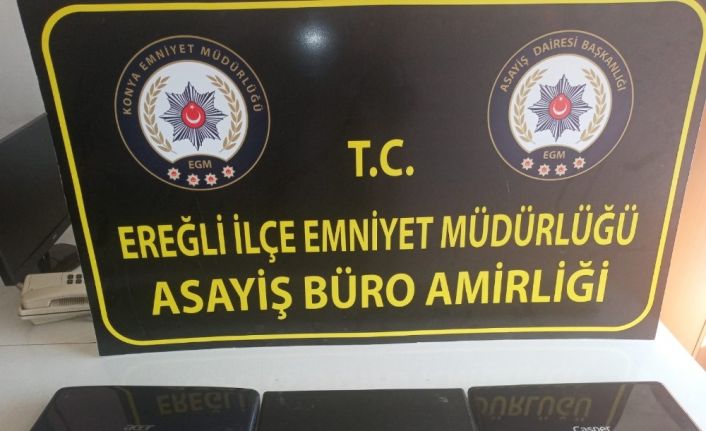 KONYA EMNİYET MÜDÜRLÜĞÜ
EGM
ASAYİŞ DAİRESİ BAŞKANLIĞI
EGM
T.C.
EREĞLİ İLÇE EMNİYET MÜDÜRLÜĞÜ
ASAYİŞ BÜRO AMİRLİĞİ
acer
Casper